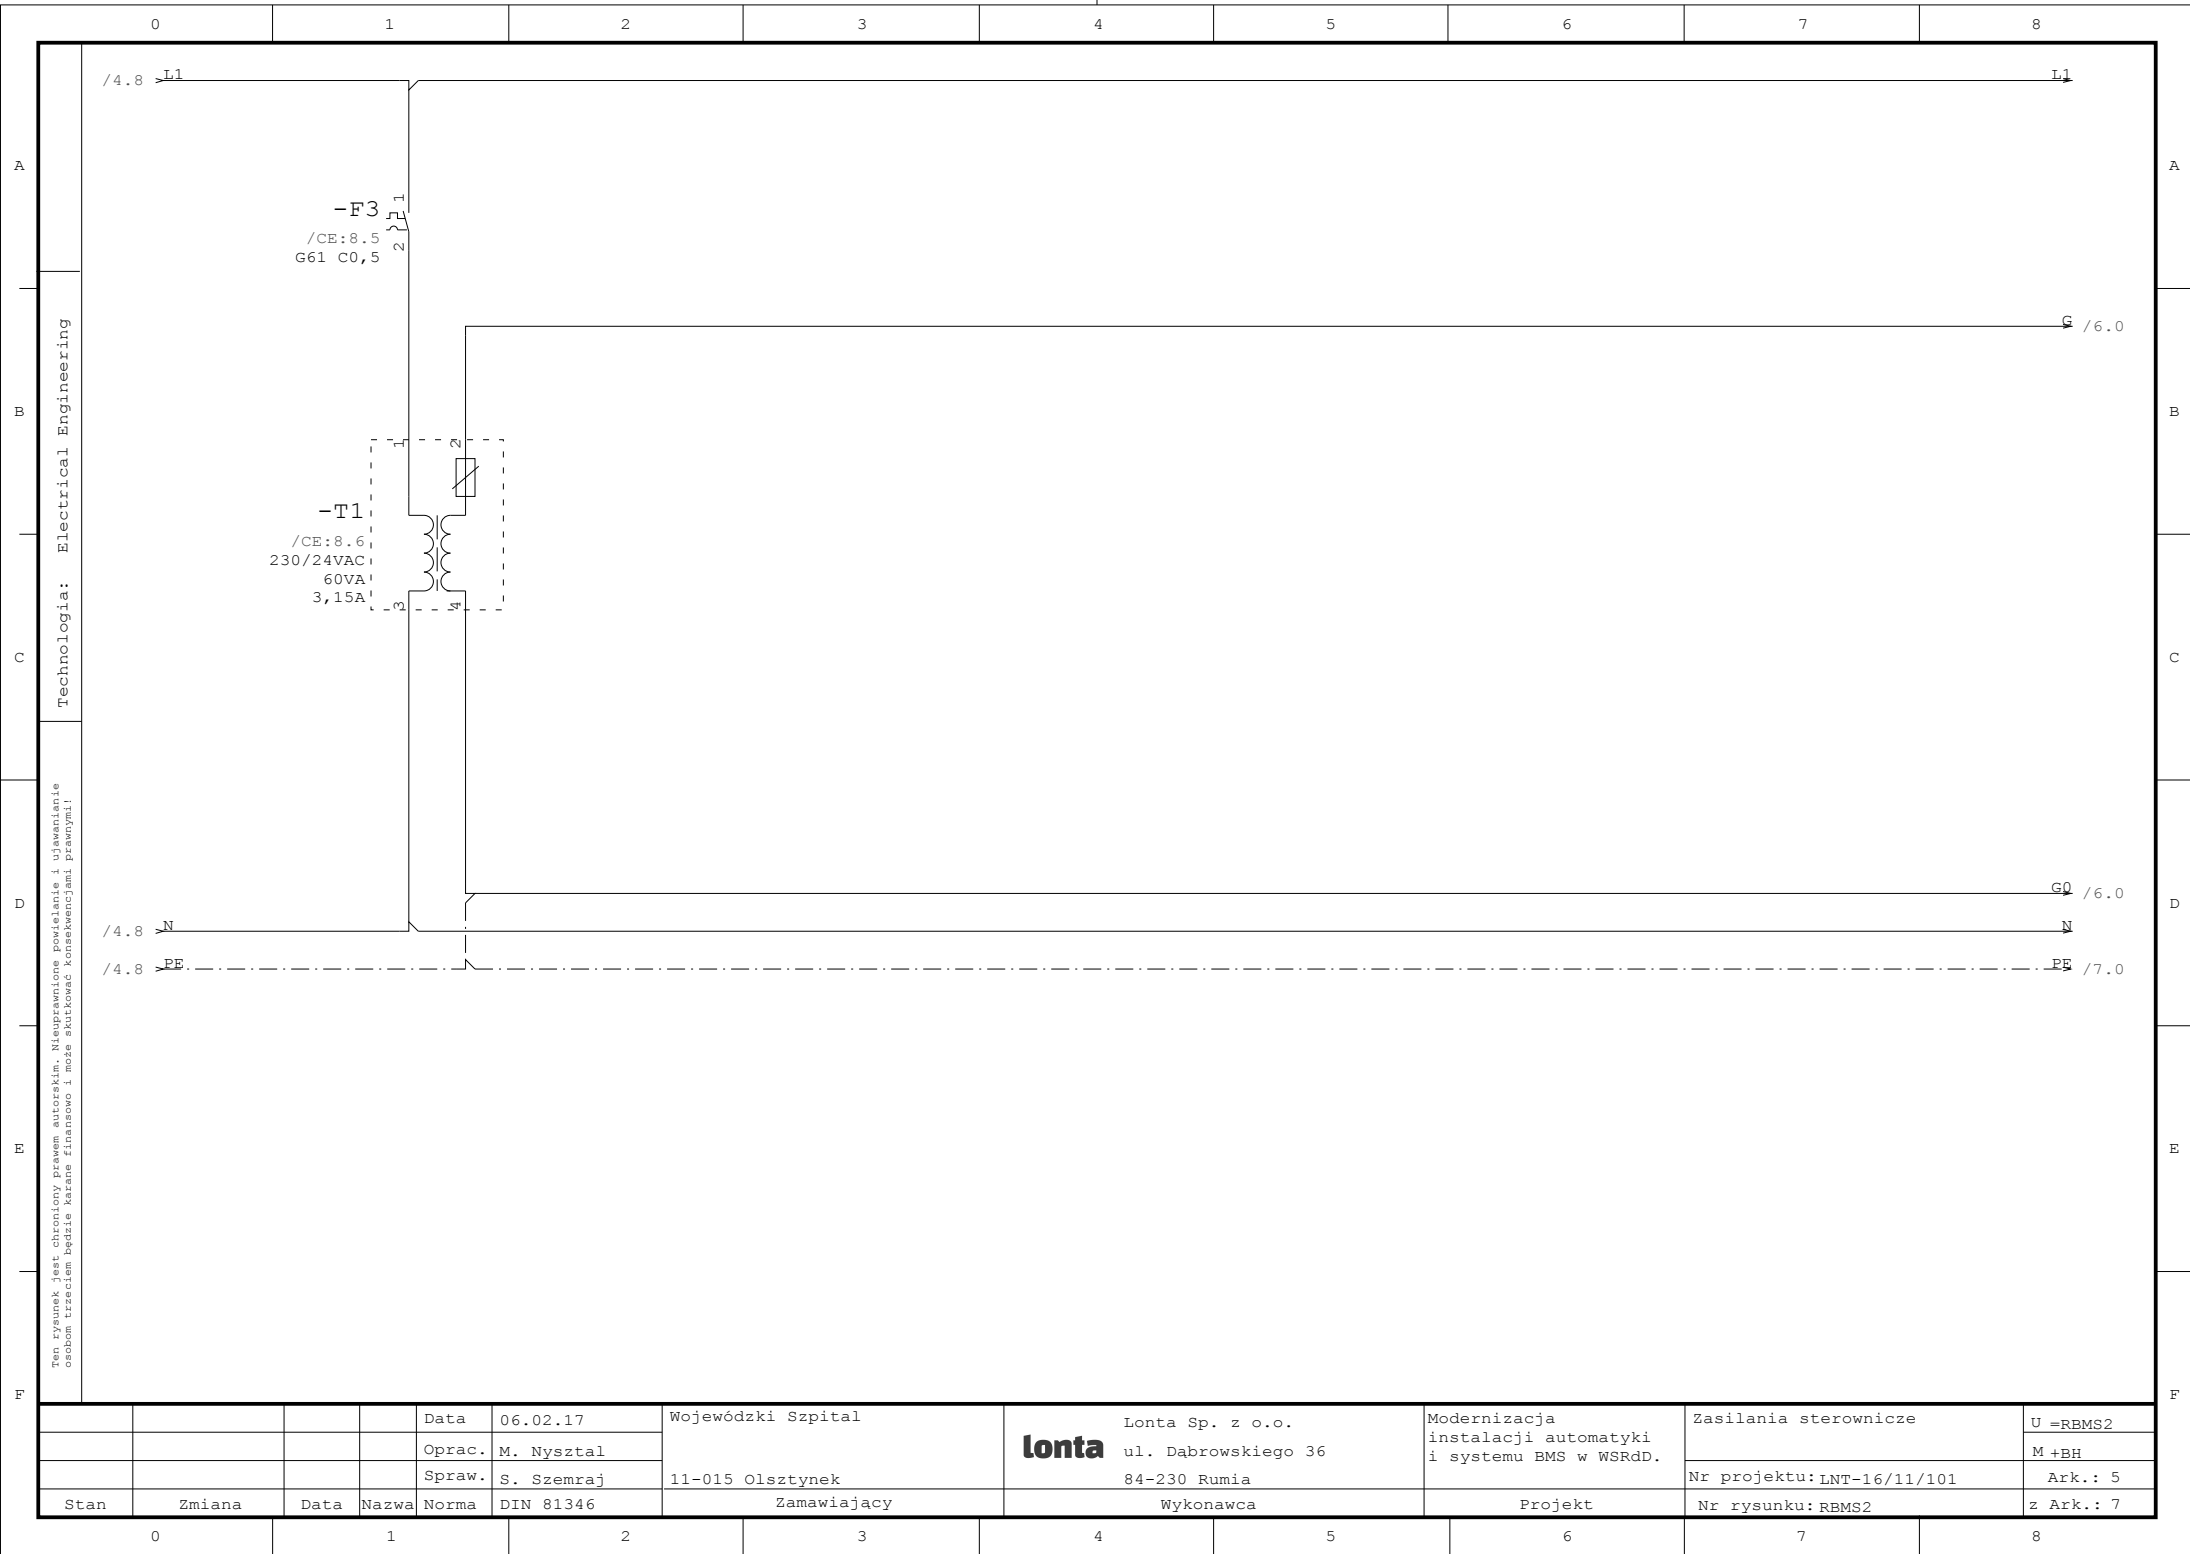 0 1 2 3 4 5 6 7 8
/4.8 L1 L1
A A
-F3 1
/CE:8.5 2
G61 C0,5
G /6.0
B B
1 2
-T1
/CE:8.6
230/24VAC
60VA
3,15A
3 4
C C
Technologia: Electrical Engineering
G0 /6.0
D D
/4.8 N N
/4.8 PE PE /7.0
E E
Ten rysunek jest chroniony prawem autorskim. Nieuprawnione powielanie i ujawanianie
osobom trzeciem będzie karane finansowo i może skutkować konsekwencjami prawnymi!
F F
Data 06.02.17
Oprac. M. Nysztal
Spraw. S. Szemraj
Stan Zmiana Data Nazwa Norma DIN 81346
Wojewódzki Szpital
11-015 Olsztynek
Zamawiający
lonta
Lonta Sp. z o.o.
ul. Dąbrowskiego 36
84-230 Rumia
Wykonawca
Modernizacja
instalacji automatyki
i systemu BMS w WSRdD.
Projekt
Zasilania sterownicze
Nr projektu: LNT-16/11/101
Nr rysunku: RBMS2
U =RBMS2
M +BH
Ark.: 5
z Ark.: 7
0 1 2 3 4 5 6 7 8